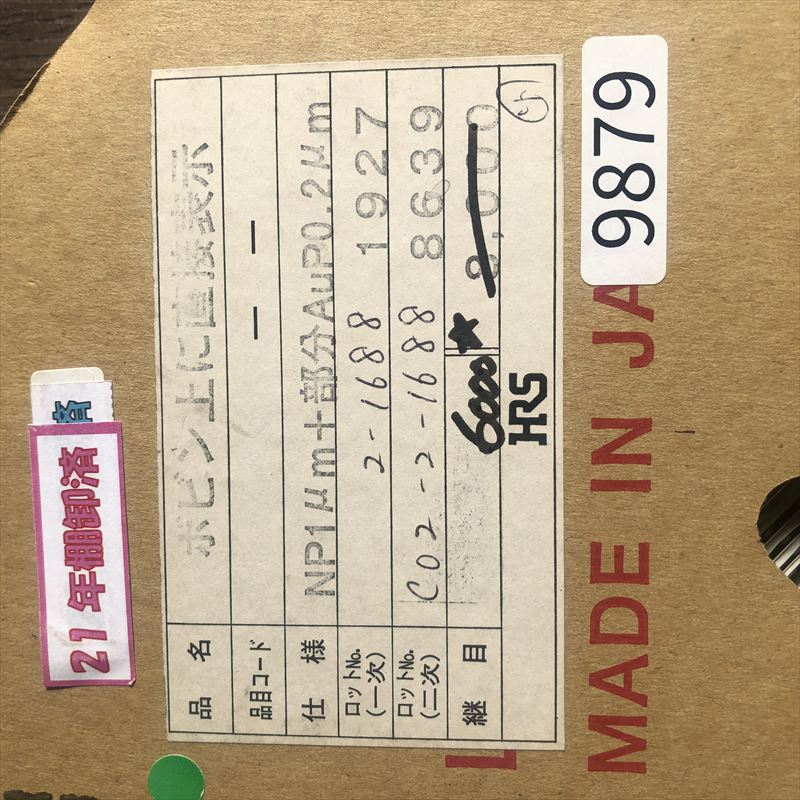 21年棚卸済
済
品名 ボビン上に直接表示
品目コード — —
仕様 NP1μm+部分AuP0.2μm
ロットNo.
(一次) 2-1688 1927
ロットNo.
(二次) C02-2-1688 8639
継目 6000★
HRS
9879
MADE IN JA